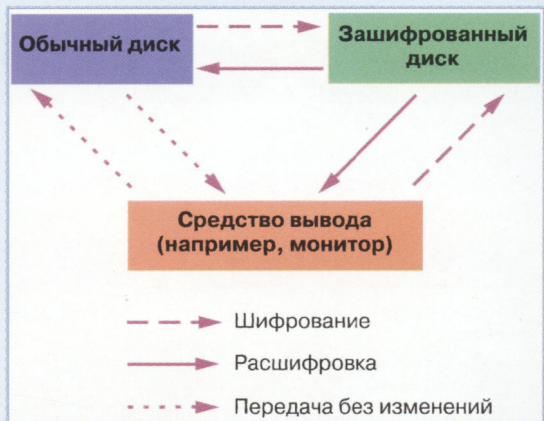 Обычный диск
Зашифрованный
диск
Средство вывода
(например, монитор)
Шифрование
Расшифровка
Передача без изменений